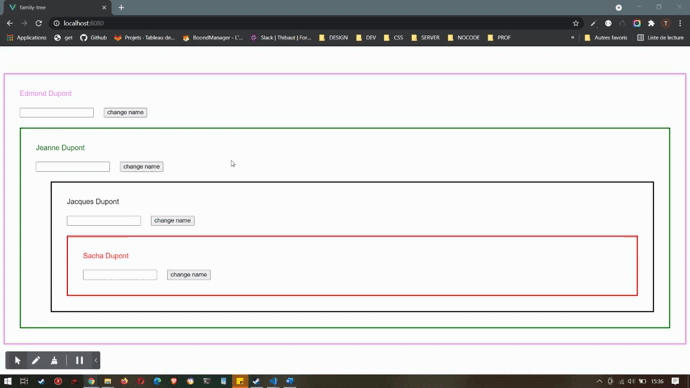 family-tree
localhost:8080
Applications
get
Github
Projets · Tableau de...
BoondManager - L'...
Slack | Thibaut | For...
DESIGN
DEV
CSS
SERVER
NOCODE
PROF
»
Autres favoris
Liste de lecture
Edmond Dupont
change name
Jeanne Dupont
change name
Jacques Dupont
change name
Sacha Dupont
change name
15:36